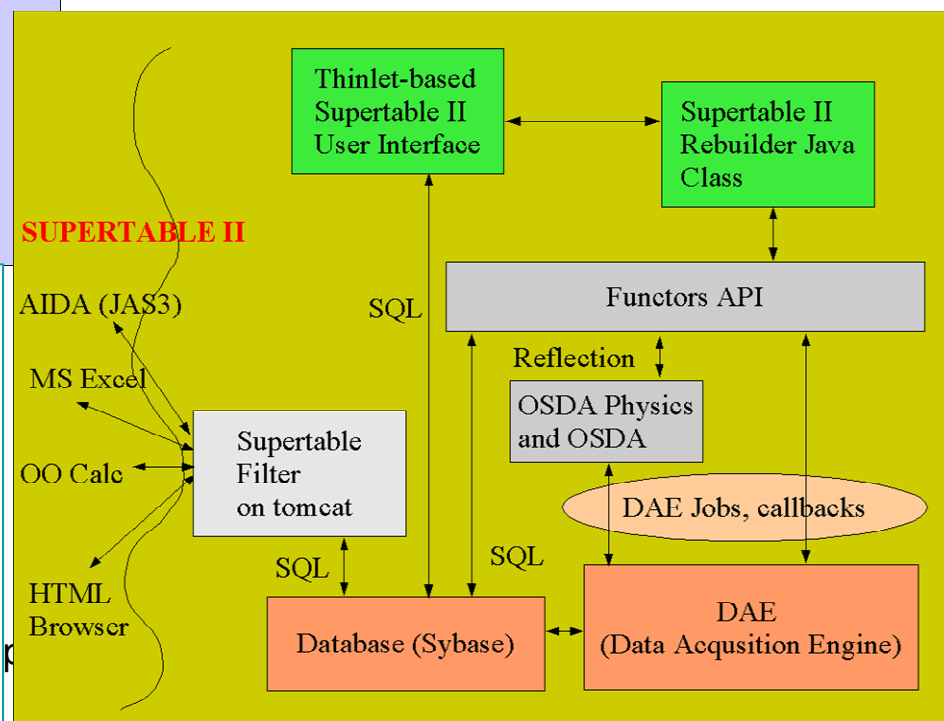 Thinlet-based
Supertable II
User Interface
Supertable II
Rebuilder Java
Class
SUPERTABLE II
Functors API
AIDA (JAS3)
SQL
Reflection
MS Excel
OSDA Physics
and OSDA
Supertable
Filter
on tomcat
OO Calc
DAE Jobs, callbacks
SQL
SQL
HTML
Browser
Database (Sybase)
DAE
(Data Acqusition Engine)